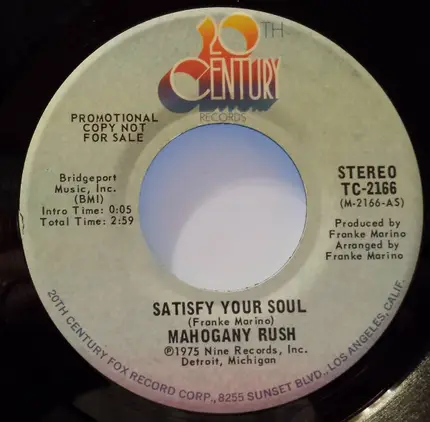 20TH
CENTURY
RECORDS
PROMOTIONAL
COPY NOT
FOR SALE
Bridgeport
Music, Inc.
(BMI)
Intro Time: 0:05
Total Time: 2:59
STEREO
TC-2166
(M-2166-AS)
Produced by
Franke Marino
Arranged by
Franke Marino
SATISFY YOUR SOUL
(Franke Marino)
MAHOGANY RUSH
℗1975 Nine Records, Inc.
Detroit, Michigan
20TH CENTURY FOX RECORD CORP., 8255 SUNSET BLVD., LOS ANGELES, CALIF.